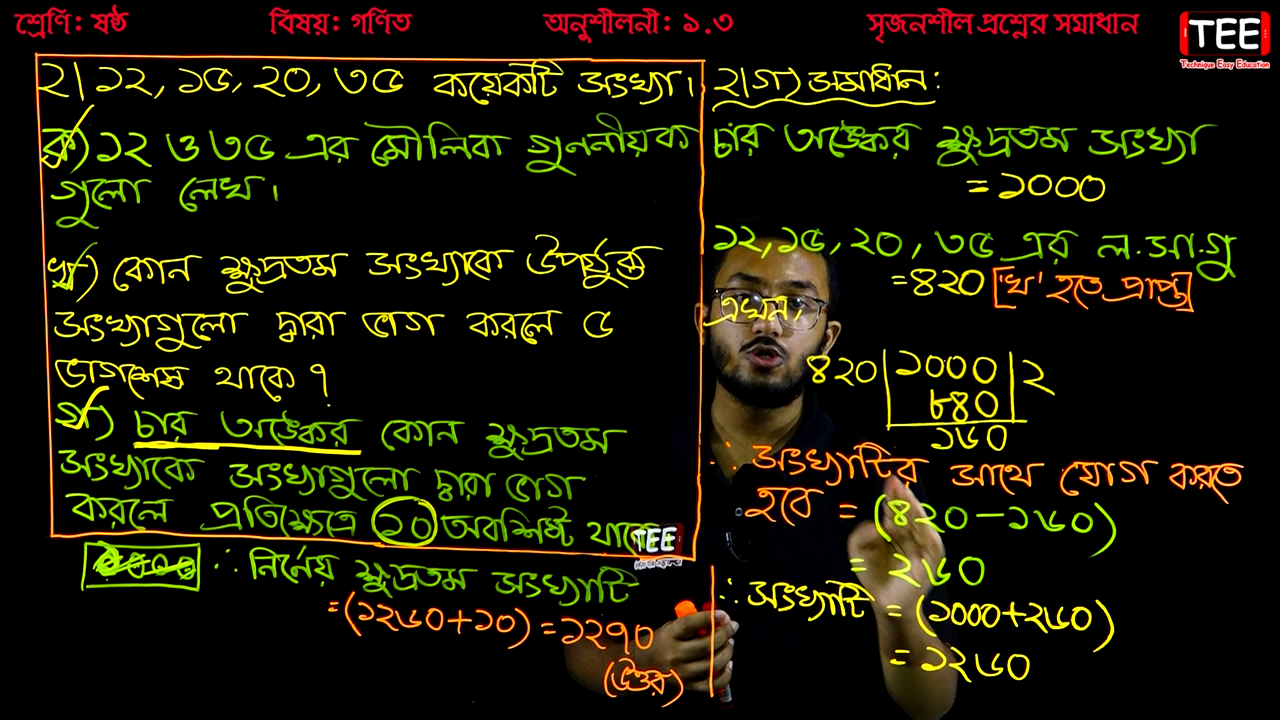 শ্রেণি: ষষ্ঠ
বিষয়: গণিত
অনুশীলনী: ১.৩
সৃজনশীল প্রশ্নের সমাধান
TEE
Technique Easy Education
২। ১২, ১৫, ২০, ৩৫ কয়েকটি সংখ্যা।
ক) ১২ ও ৩৫ এর মৌলিক গুননীয়ক
গুলো লেখ।
খ) কোন ক্ষুদ্রতম সংখ্যাকে উপর্যুক্ত
সংখ্যাগুলো দ্বারা ভাগ করলে ৫
ভাগশেষ থাকে ?
গ) চার অঙ্কের কোন ক্ষুদ্রতম
সংখ্যাকে সংখ্যাগুলো দ্বারা ভাগ
করলে প্রতিক্ষেত্রে ১০ অবশিষ্ট থাকে
TEE
২।গ) সমাধান:
চার অঙ্কের ক্ষুদ্রতম সংখ্যা
= ১০০০
১২, ১৫, ২০, ৩৫ এর ল.সা.গু
= ৪২০ ['খ' হতে প্রাপ্ত]
এখন,
৪২০ | ১০০০ | ২
৮৪০
১৬০
∴ সংখ্যাটির সাথে যোগ করতে
হবে = (৪২০ - ১৬০)
= ২৬০
∴ সংখ্যাটি = (১০০০+২৬০)
= ১২৬০
∴ নির্নেয় ক্ষুদ্রতম সংখ্যাটি
= (১২৬০+১০) = ১২৭০
(উত্তর)